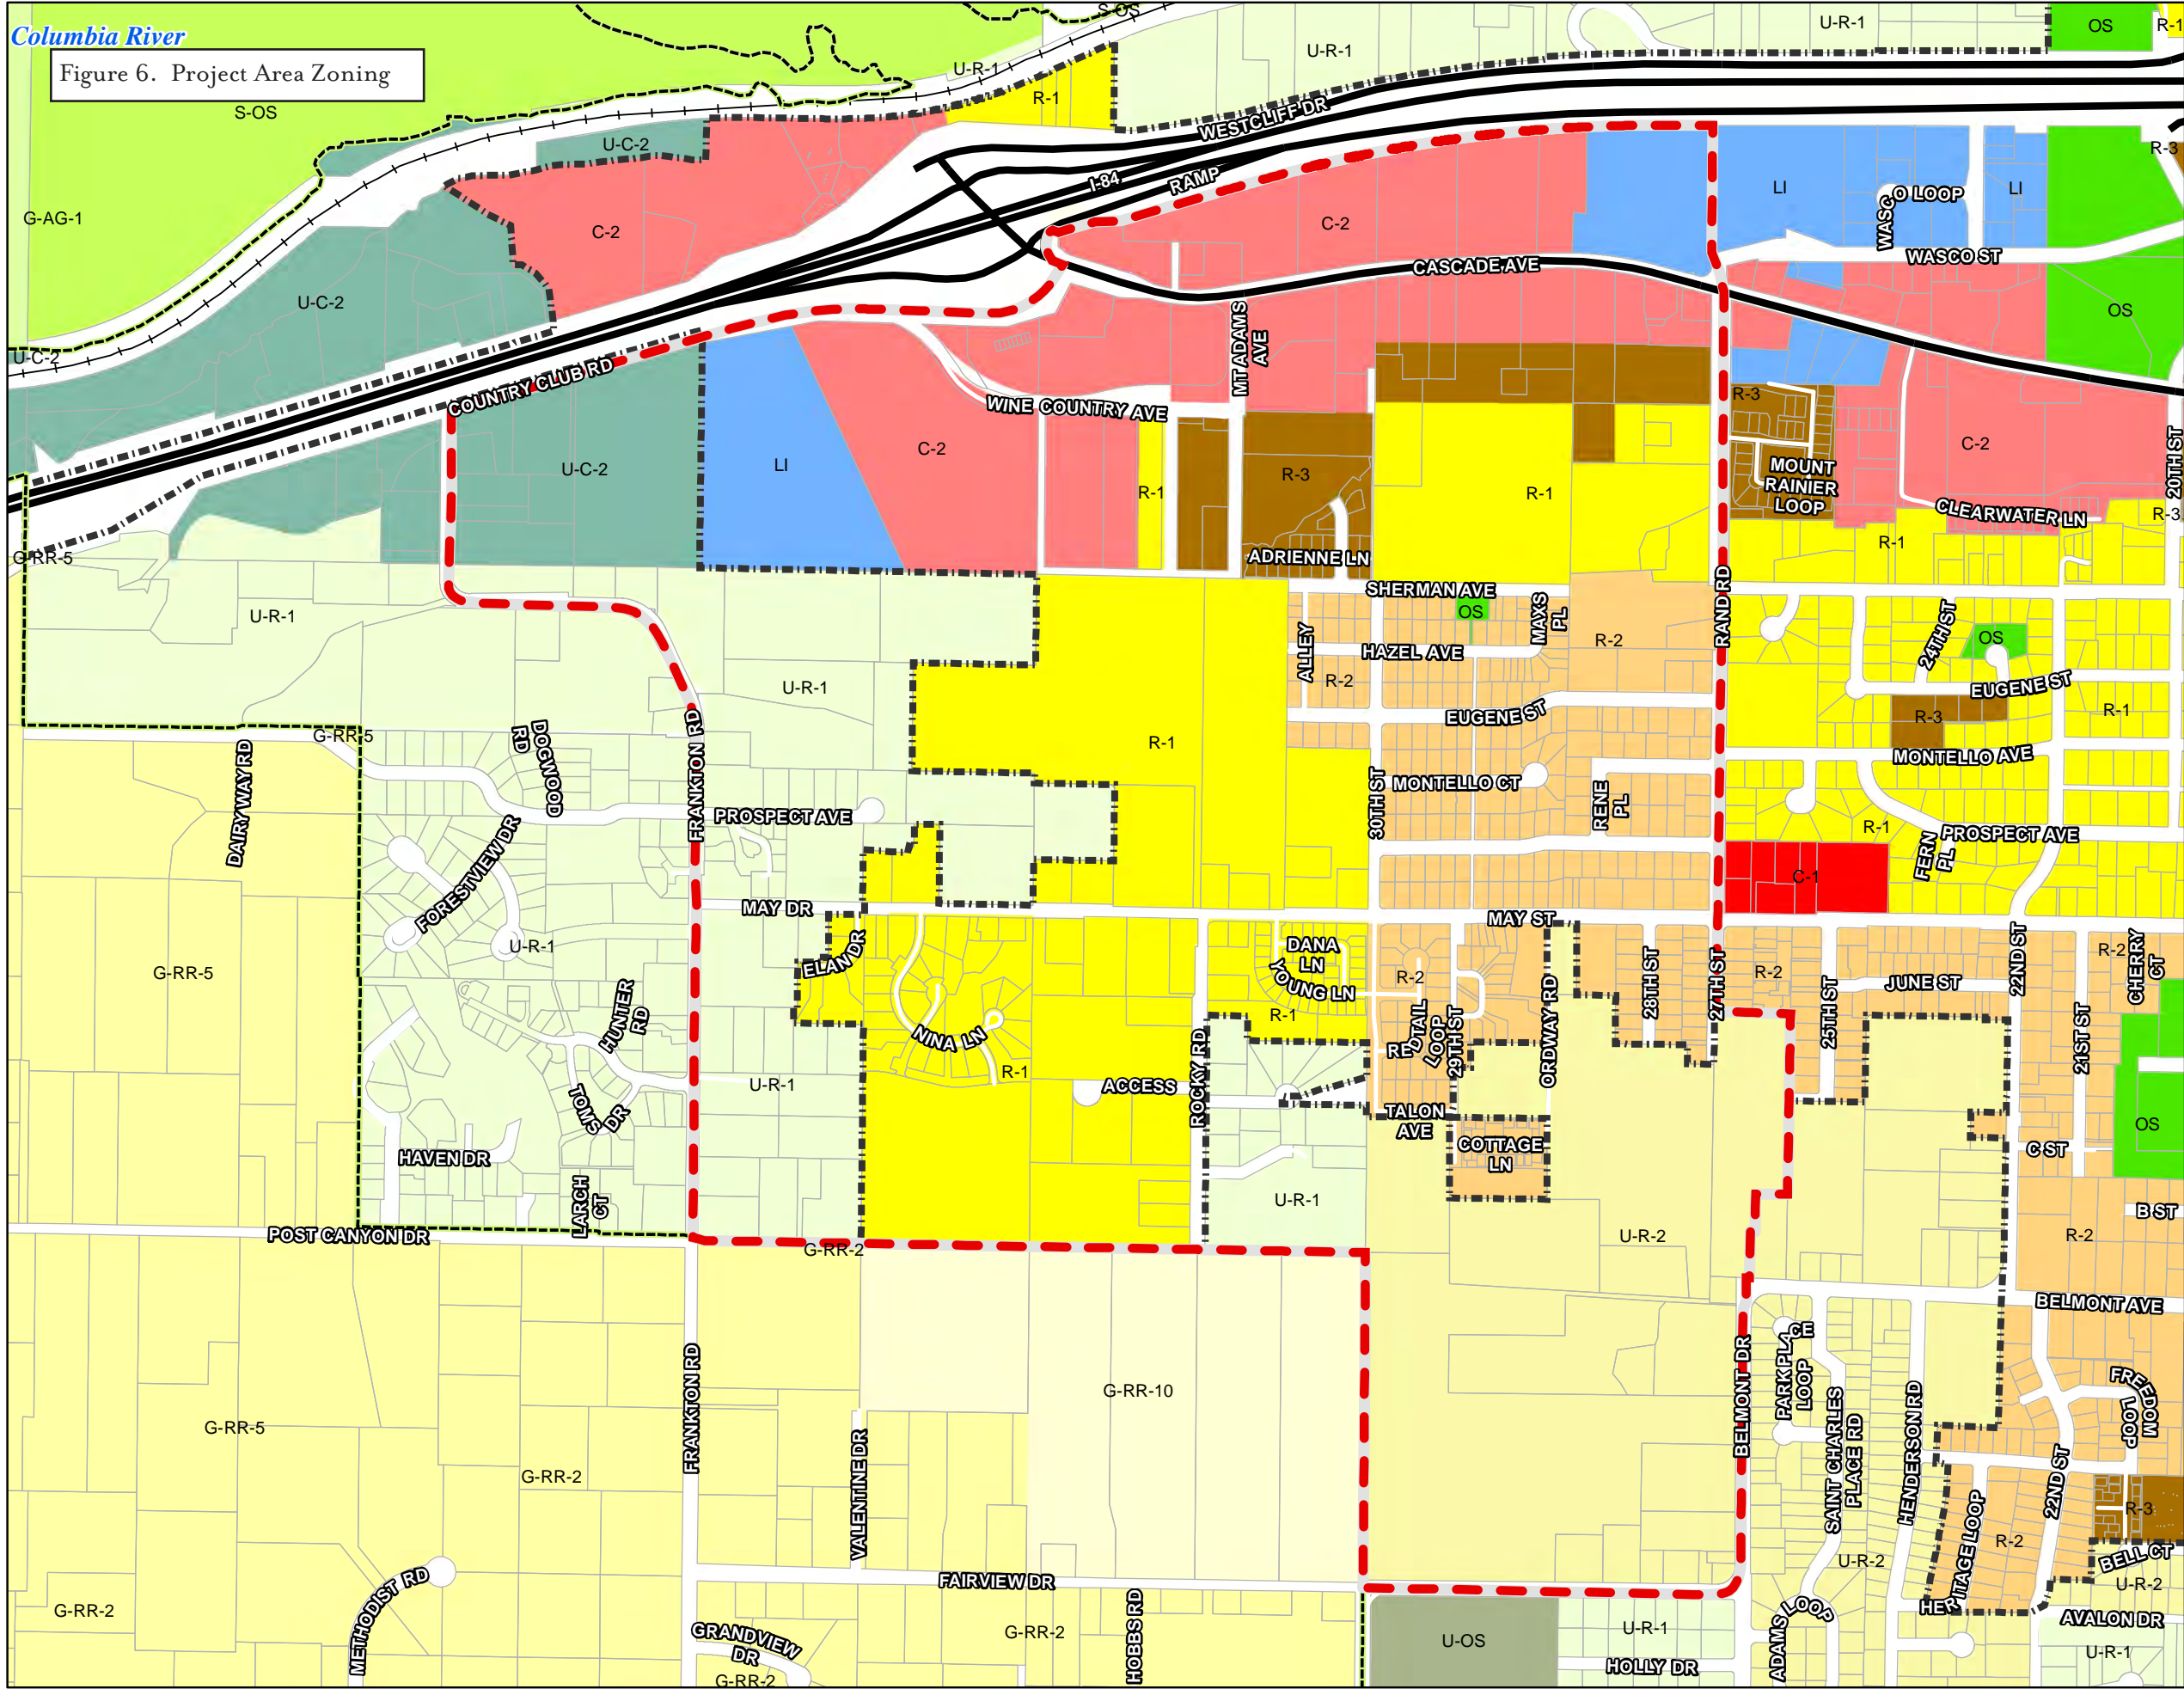 S-OS
Columbia River
Figure 6. Project Area Zoning
U-R-1
OS
R-1
U-R-1
U-R-1
R-1
S-OS
WESTCLIFF DR
U-C-2
R-3
I-84
RAMP
LI
WASCO LOOP
LI
G-AG-1
C-2
C-2
WASCO ST
CASCADE AVE
U-C-2
OS
MT ADAMS
AVE
U-C-2
COUNTRY CLUB RD
WINE COUNTRY AVE
R-3
C-2
C-2
20TH ST
U-C-2
LI
R-3
R-1
R-1
MOUNT
RAINIER
LOOP
CLEARWATER LN
R-3
R-1
G-RR-5
ADRIENNE LN
SHERMAN AVE
RAND RD
OS
MAXS
PL
U-R-1
R-2
24TH ST
OS
ALLEY
HAZEL AVE
R-2
U-R-1
EUGENE ST
EUGENE ST
R-3
R-1
DOGWOOD
RD
G-RR-5
FRANKTON RD
R-1
MONTELLO AVE
DAIRYWAY RD
30TH ST
MONTELLO CT
RENE
PL
PROSPECT AVE
R-1
PROSPECT AVE
FERN
PL
FORESTVIEW DR
C-1
MAY DR
MAY ST
U-R-1
ELAN DR
DANA
LN
YOUNG LN
R-2
28TH ST
27TH ST
R-2
25TH ST
JUNE ST
22ND ST
R-2
CHERRY
CT
G-RR-5
ORDWAY RD
HUNTER
RD
NINA LN
R-1
REDTAIL
LOOP
29TH ST
21ST ST
R-1
U-R-1
ACCESS
ROCKY RD
TOMS
DR
TALON
AVE
OS
HAVEN DR
COTTAGE
LN
C ST
LARCH
CT
U-R-1
B ST
POST CANYON DR
G-RR-2
U-R-2
R-2
BELMONT AVE
PARKPLACE
LOOP
BELMONT DR
FRANKTON RD
G-RR-10
FREEDOM
LOOP
SAINT CHARLES
PLACE RD
HENDERSON RD
G-RR-5
G-RR-2
VALENTINE DR
22ND ST
R-3
HERITAGE LOOP
R-2
U-R-2
BELL CT
U-R-2
FAIRVIEW DR
METHODIST RD
G-RR-2
HOBBS RD
GRANDVIEW
DR
G-RR-2
G-RR-2
U-OS
U-R-1
HOLLY DR
ADAMS LOOP
AVALON DR
U-R-1